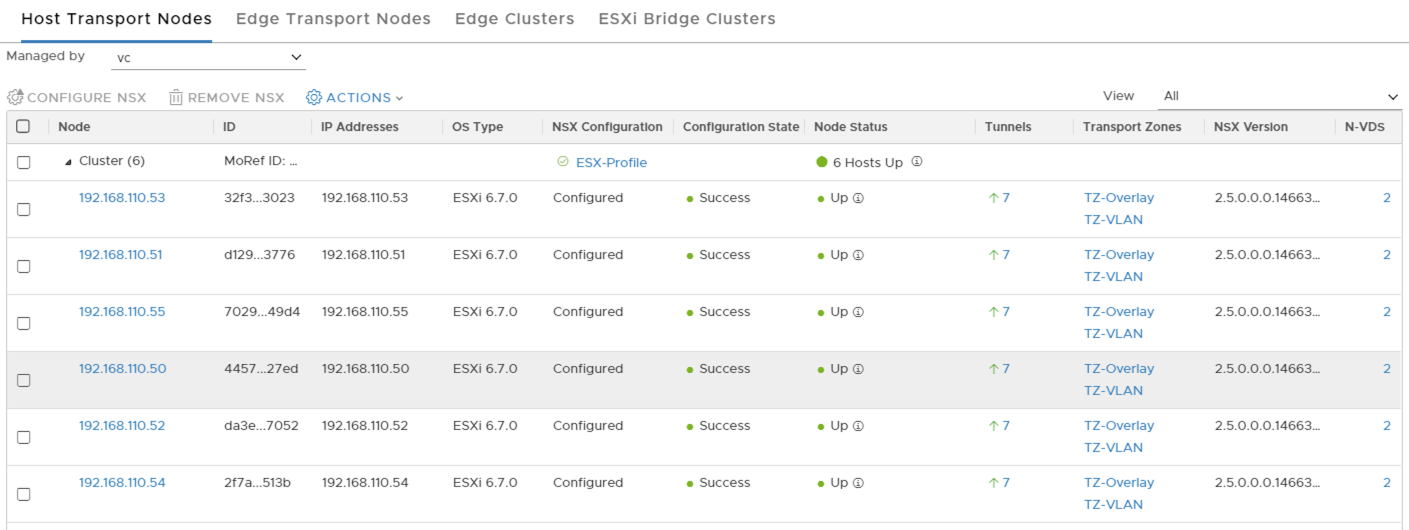 Host Transport Nodes Edge Transport Nodes Edge Clusters ESXi Bridge Clusters
Managed by vc
CONFIGURE NSX REMOVE NSX ACTIONS View All
Node ID IP Addresses OS Type NSX Configuration Configuration State Node Status Tunnels Transport Zones NSX Version N-VDS
Cluster (6) MoRef ID: ... ESX-Profile 6 Hosts Up
192.168.110.53 32f3...3023 192.168.110.53 ESXi 6.7.0 Configured Success Up 7 TZ-Overlay 2.5.0.0.0.14663... 2
TZ-VLAN
192.168.110.51 d129...3776 192.168.110.51 ESXi 6.7.0 Configured Success Up 7 TZ-Overlay 2.5.0.0.0.14663... 2
TZ-VLAN
192.168.110.55 7029...49d4 192.168.110.55 ESXi 6.7.0 Configured Success Up 7 TZ-Overlay 2.5.0.0.0.14663... 2
TZ-VLAN
192.168.110.50 4457...27ed 192.168.110.50 ESXi 6.7.0 Configured Success Up 7 TZ-Overlay 2.5.0.0.0.14663... 2
TZ-VLAN
192.168.110.52 da3e...7052 192.168.110.52 ESXi 6.7.0 Configured Success Up 7 TZ-Overlay 2.5.0.0.0.14663... 2
TZ-VLAN
192.168.110.54 2f7a...513b 192.168.110.54 ESXi 6.7.0 Configured Success Up 7 TZ-Overlay 2.5.0.0.0.14663... 2
TZ-VLAN